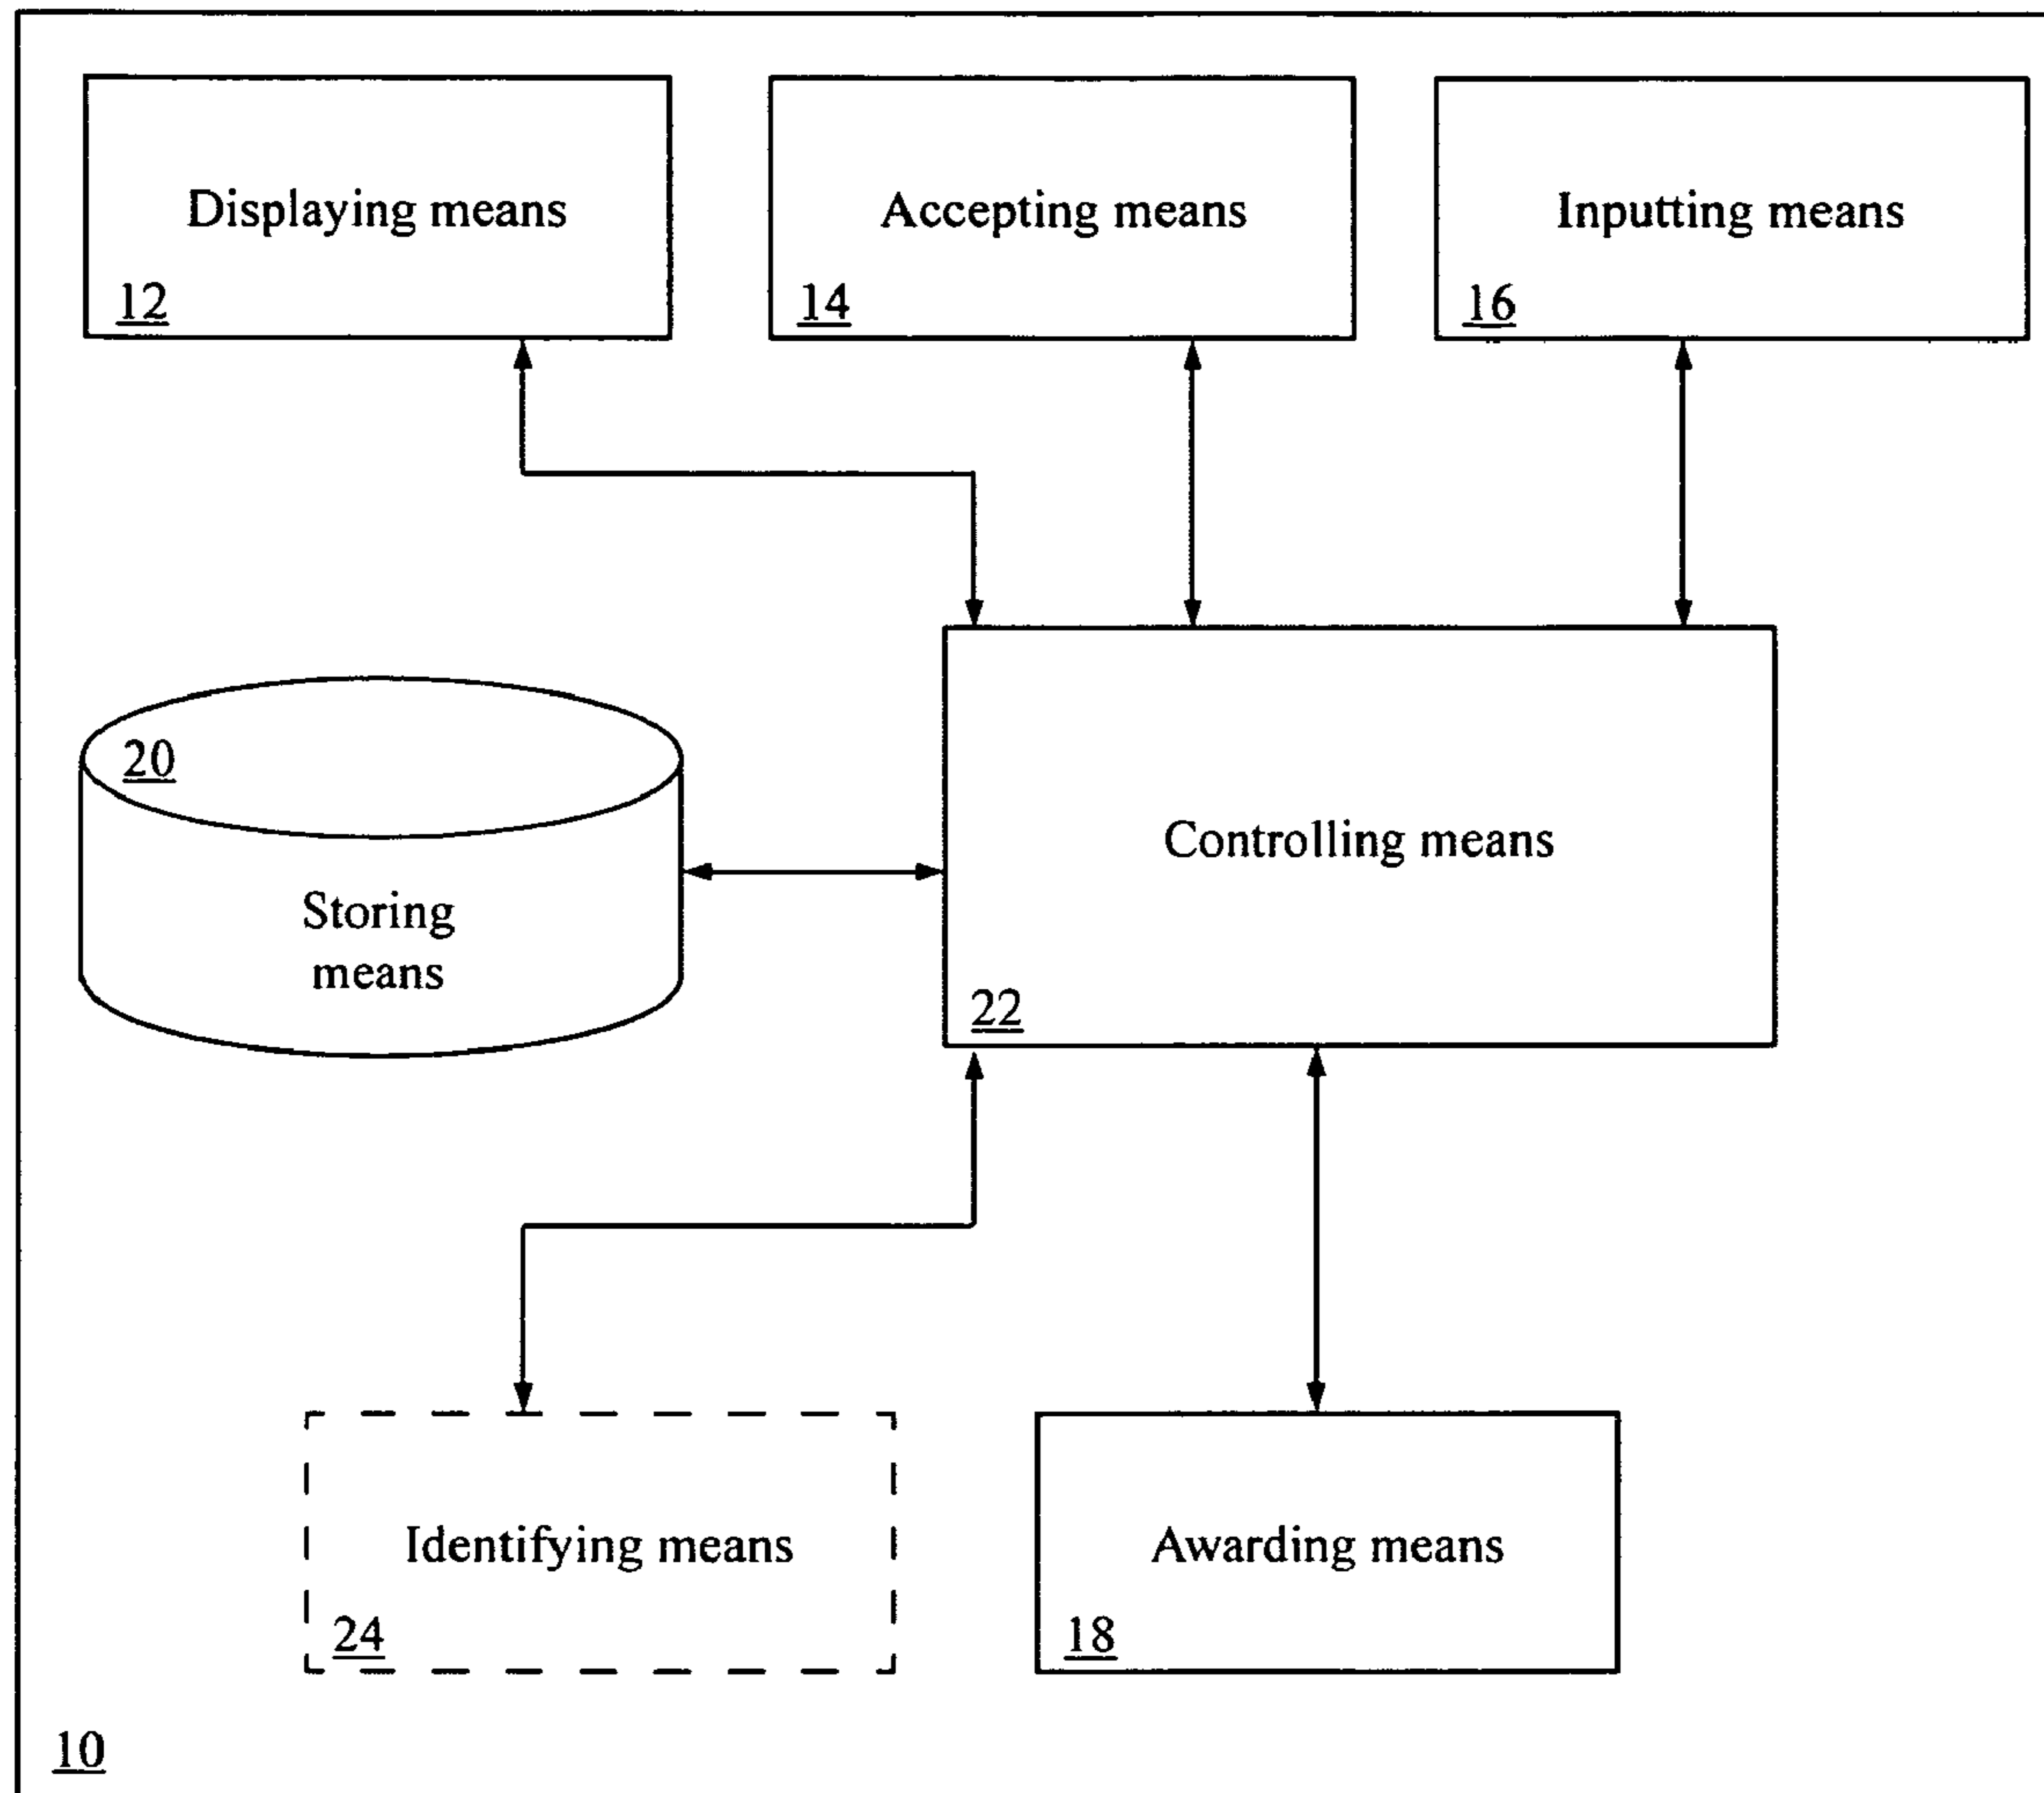 Displaying means
12
Accepting means
14
Inputting means
16
20
Storing
means
Controlling means
22
Identifying means
24
Awarding means
18
10